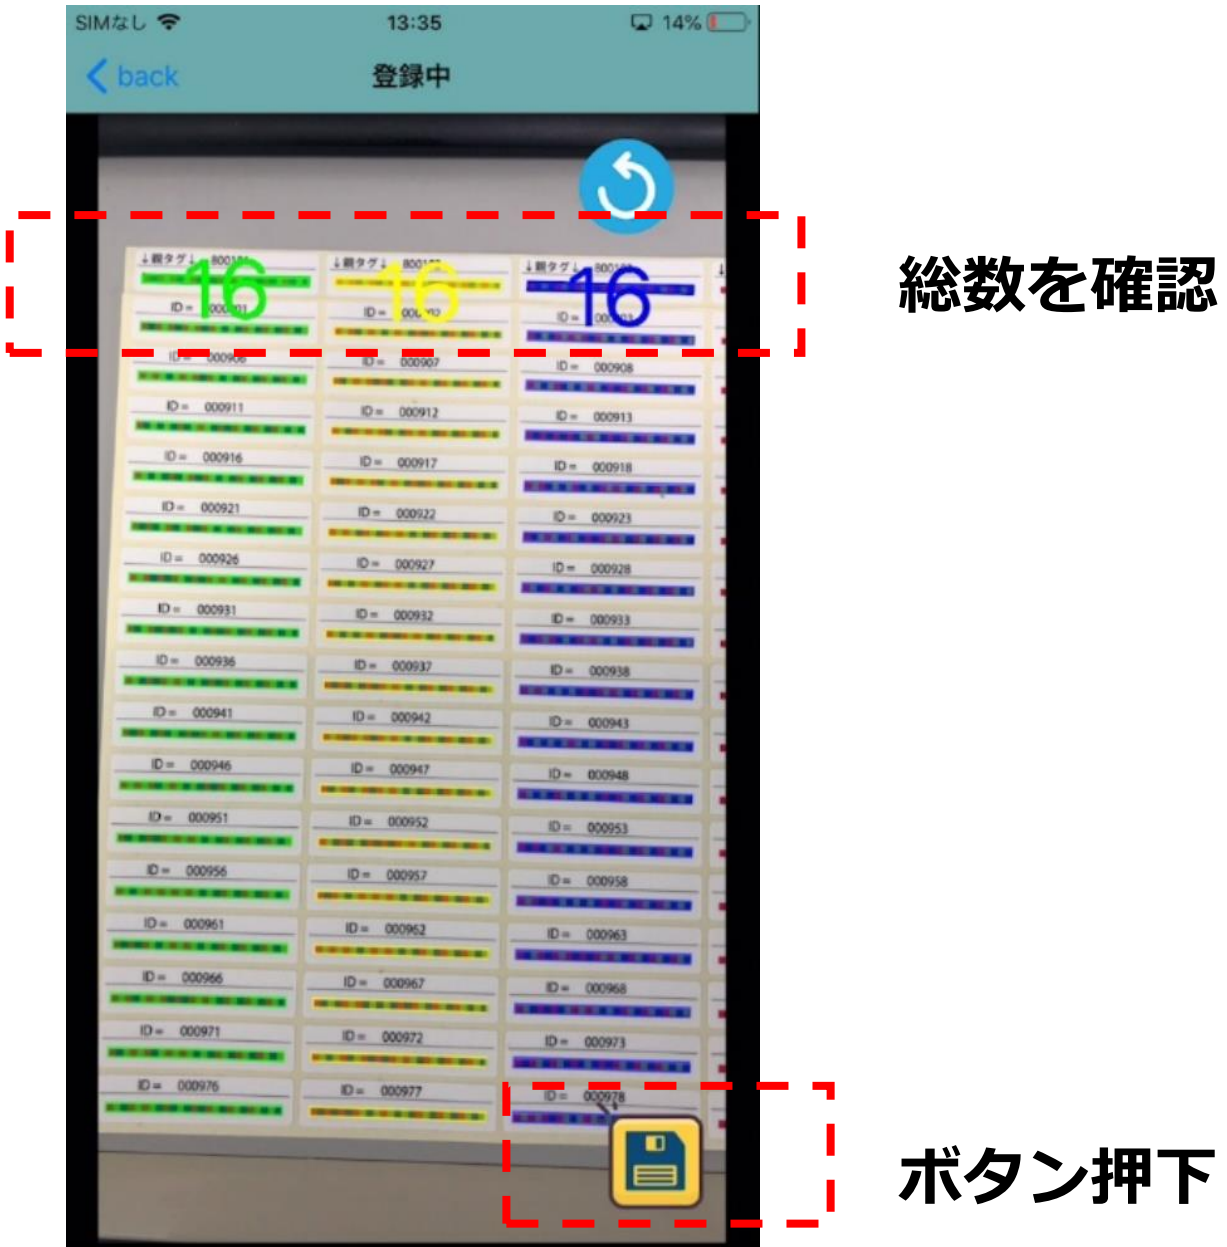 SIMなし 13:35 14%
back 登録中
↓親タグ↓ ↓親タグ↓ ↓親タグ↓
16 16 16
総数を確認
ID= ID= ID=
ID= 000906 ID= 000907 ID= 000908
ID= 000911 ID= 000912 ID= 000913
ID= 000916 ID= 000917 ID= 000918
ID= 000921 ID= 000922 ID= 000923
ID= 000926 ID= 000927 ID= 000928
ID= 000931 ID= 000932 ID= 000933
ID= 000936 ID= 000937 ID= 000938
ID= 000941 ID= 000942 ID= 000943
ID= 000946 ID= 000947 ID= 000948
ID= 000951 ID= 000952 ID= 000953
ID= 000956 ID= 000957 ID= 000958
ID= 000961 ID= 000962 ID= 000963
ID= 000966 ID= 000967 ID= 000968
ID= 000971 ID= 000972 ID= 000973
ID= 000976 ID= 000977 ID= 000978
ボタン押下